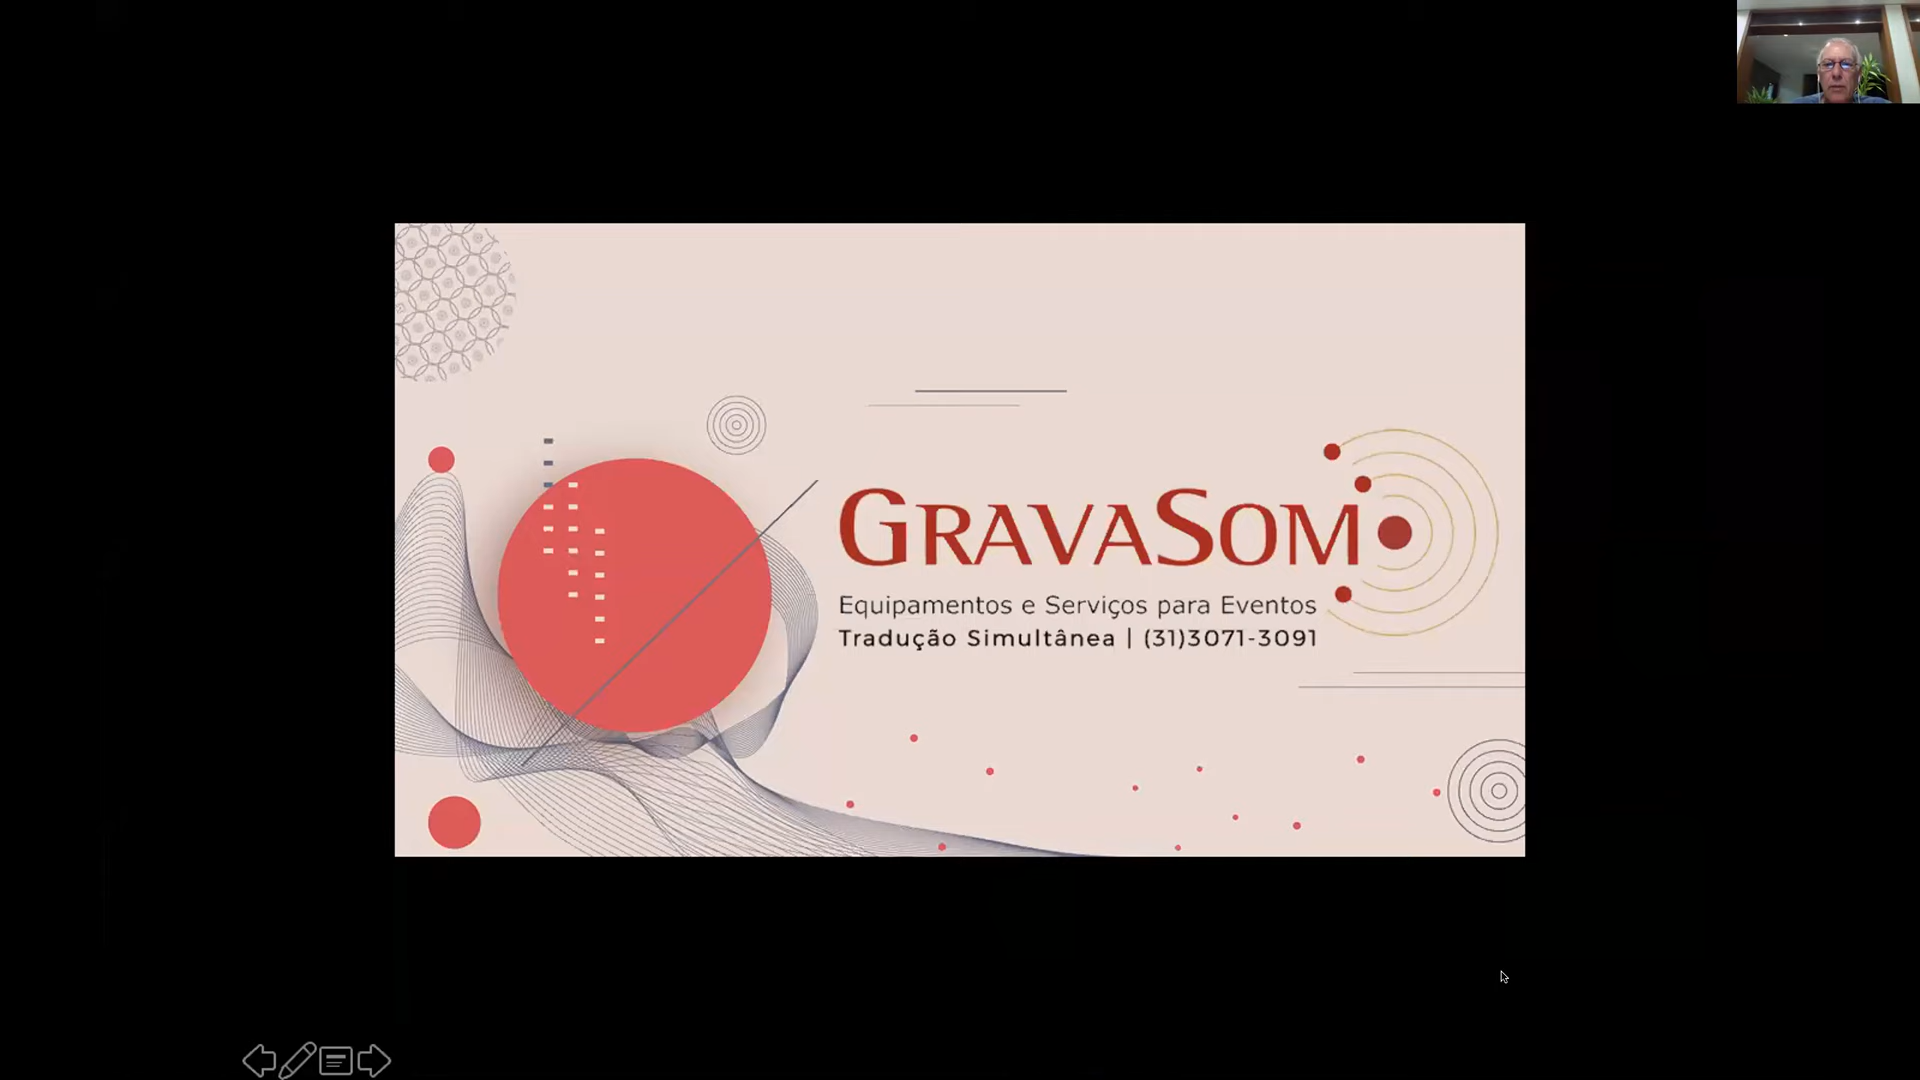 GRAVASOM
Equipamentos e Serviços para Eventos
Tradução Simultânea | (31)3071-3091